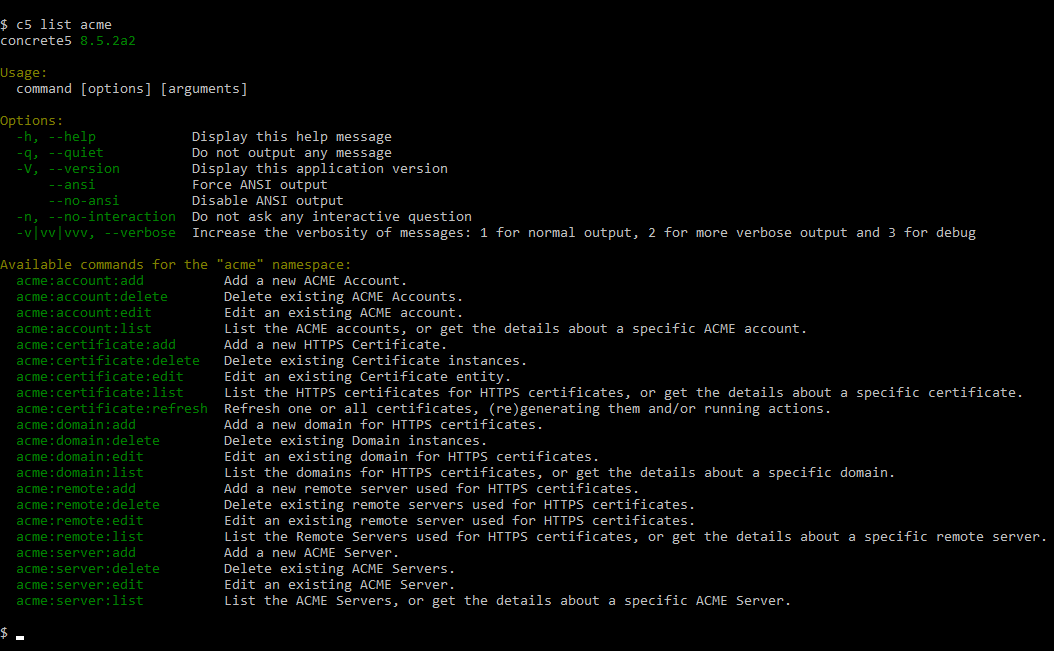 $ c5 list acme
concrete5 8.5.2a2
Usage:
  command [options] [arguments]
Options:
  -h, --help            Display this help message
  -q, --quiet           Do not output any message
  -V, --version         Display this application version
      --ansi            Force ANSI output
      --no-ansi         Disable ANSI output
  -n, --no-interaction  Do not ask any interactive question
  -v|vv|vvv, --verbose  Increase the verbosity of messages: 1 for normal output, 2 for more verbose output and 3 for debug
Available commands for the "acme" namespace:
  acme:account:add          Add a new ACME Account.
  acme:account:delete       Delete existing ACME Accounts.
  acme:account:edit         Edit an existing ACME account.
  acme:account:list         List the ACME accounts, or get the details about a specific ACME account.
  acme:certificate:add      Add a new HTTPS Certificate.
  acme:certificate:delete   Delete existing Certificate instances.
  acme:certificate:edit     Edit an existing Certificate entity.
  acme:certificate:list     List the HTTPS certificates for HTTPS certificates, or get the details about a specific certificate.
  acme:certificate:refresh  Refresh one or all certificates, (re)generating them and/or running actions.
  acme:domain:add           Add a new domain for HTTPS certificates.
  acme:domain:delete        Delete existing Domain instances.
  acme:domain:edit          Edit an existing domain for HTTPS certificates.
  acme:domain:list          List the domains for HTTPS certificates, or get the details about a specific domain.
  acme:remote:add           Add a new remote server used for HTTPS certificates.
  acme:remote:delete        Delete existing remote servers used for HTTPS certificates.
  acme:remote:edit          Edit an existing remote server used for HTTPS certificates.
  acme:remote:list          List the Remote Servers used for HTTPS certificates, or get the details about a specific remote server.
  acme:server:add           Add a new ACME Server.
  acme:server:delete        Delete existing ACME Servers.
  acme:server:edit          Edit an existing ACME Server.
  acme:server:list          List the ACME Servers, or get the details about a specific ACME Server.
$